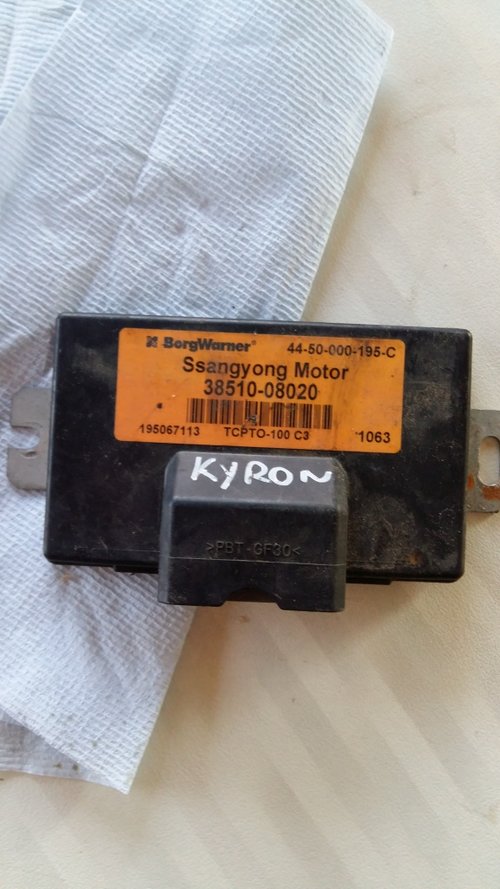 BorgWarner® 44-50-000-195-C
Ssangyong Motor
38510-08020
195067113 TCPTO-100 C3 1063
KYRON
>PBT-GF30<